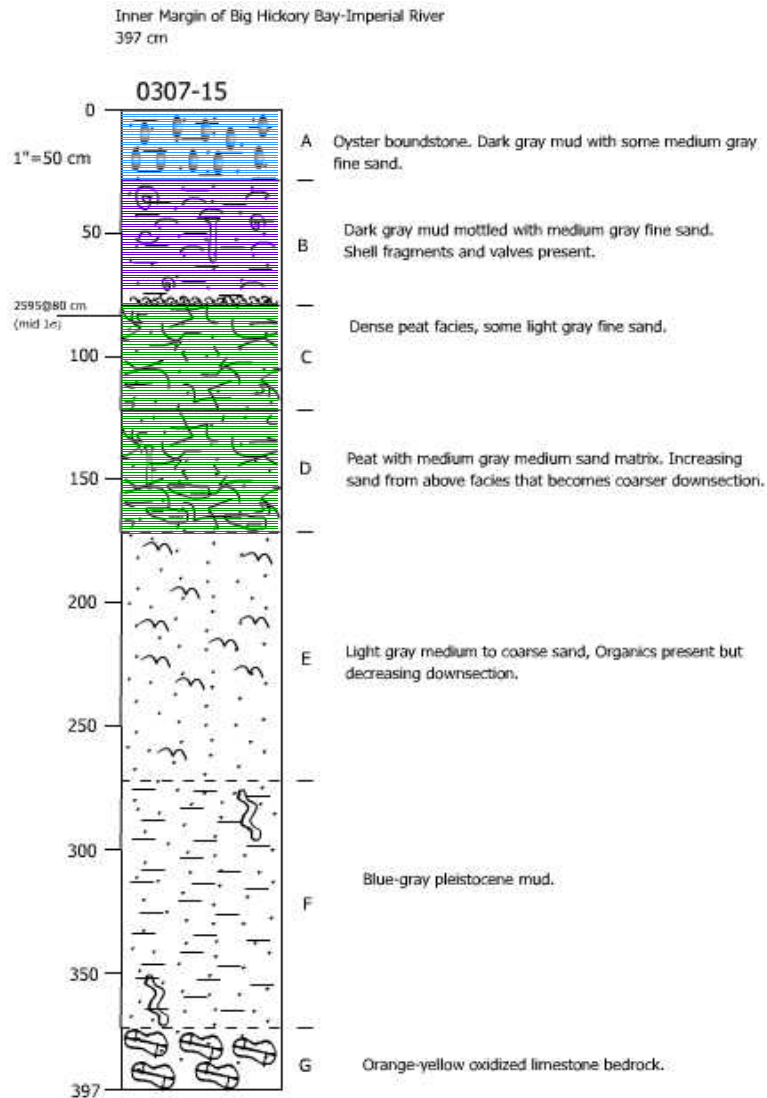 Inner Margin of Big Hickory Bay-Imperial River
397 cm
0307-15
0
1"=50 cm
A
Oyster boundstone. Dark gray mud with some medium gray
fine sand.
50
B
Dark gray mud mottled with medium gray fine sand.
Shell fragments and valves present.
2595@80 cm
(mid 1σ)
Dense peat facies, some light gray fine sand.
100
C
150
D
Peat with medium gray medium sand matrix. Increasing
sand from above facies that becomes coarser downsection.
200
E
Light gray medium to coarse sand, Organics present but
decreasing downsection.
250
300
F
Blue-gray pleistocene mud.
350
G
Orange-yellow oxidized limestone bedrock.
397